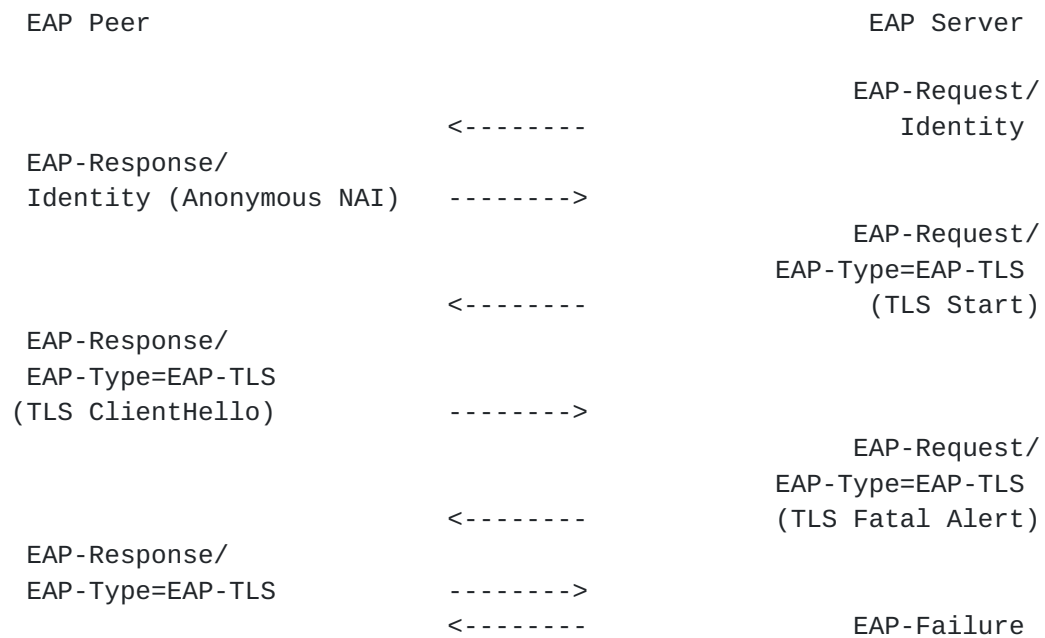 EAP Peer                                              EAP Server

                                                     EAP-Request/
                           <--------                    Identity
EAP-Response/
Identity (Anonymous NAI)   -------->
                                                     EAP-Request/
                                                EAP-Type=EAP-TLS
                           <--------                  (TLS Start)
EAP-Response/
EAP-Type=EAP-TLS
(TLS ClientHello)          -------->
                                                     EAP-Request/
                                                EAP-Type=EAP-TLS
                           <--------            (TLS Fatal Alert)
EAP-Response/
EAP-Type=EAP-TLS           -------->
                           <--------                 EAP-Failure